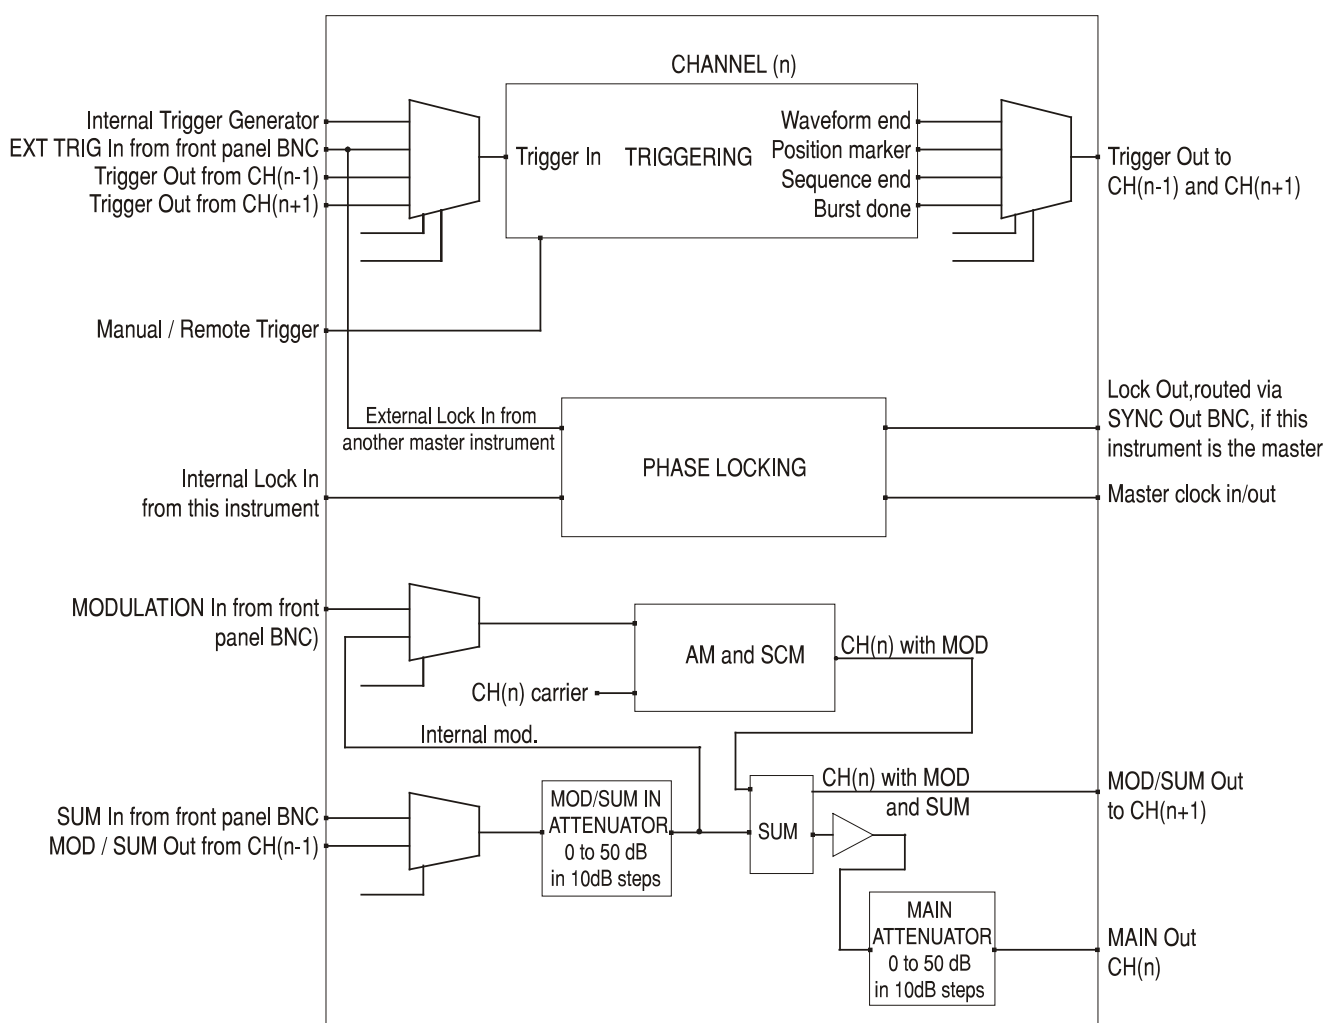 CHANNEL (n)
Internal Trigger Generator
EXT TRIG In from front panel BNC
Trigger Out from CH(n-1)
Trigger Out from CH(n+1)
Trigger In
TRIGGERING
Waveform end
Position marker
Sequence end
Burst done
Trigger Out to
CH(n-1) and CH(n+1)
Manual / Remote Trigger
External Lock In from
another master instrument
Internal Lock In
from this instrument
PHASE LOCKING
Lock Out,routed via
SYNC Out BNC, if this
instrument is the master
Master clock in/out
MODULATION In from front
panel BNC)
AM and SCM
CH(n) with MOD
CH(n) carrier
Internal mod.
SUM In from front panel BNC
MOD / SUM Out from CH(n-1)
MOD/SUM IN
ATTENUATOR
0 to 50 dB
in 10dB steps
SUM
CH(n) with MOD
and SUM
MOD/SUM Out
to CH(n+1)
MAIN
ATTENUATOR
0 to 50 dB
in 10dB steps
MAIN Out
CH(n)